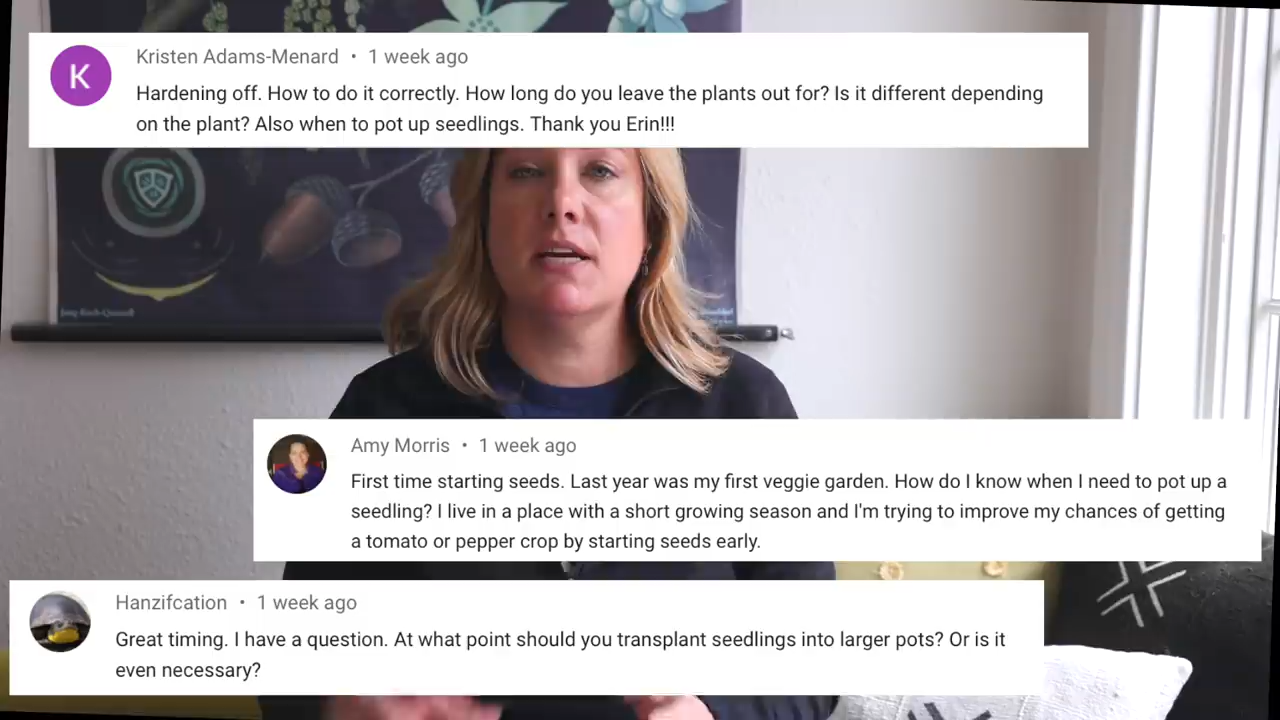 Kristen Adams-Menard • 1 week ago
K
Hardening off. How to do it correctly. How long do you leave the plants out for? Is it different depending
on the plant? Also when to pot up seedlings. Thank you Erin!!!
Amy Morris • 1 week ago
First time starting seeds. Last year was my first veggie garden. How do I know when I need to pot up a
seedling? I live in a place with a short growing season and I'm trying to improve my chances of getting
a tomato or pepper crop by starting seeds early.
Hanzifcation • 1 week ago
Great timing. I have a question. At what point should you transplant seedlings into larger pots? Or is it
even necessary?